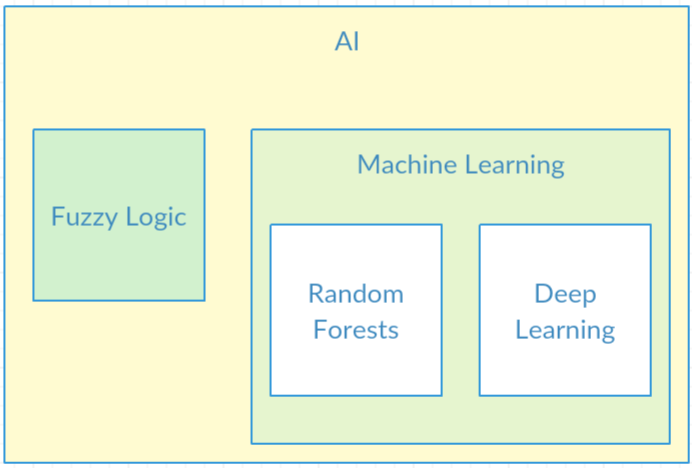 AI
Fuzzy Logic
Machine Learning
Random
Forests
Deep
Learning